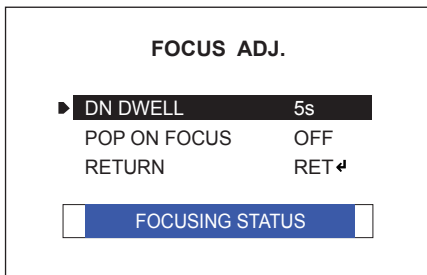 FOCUS ADJ.
DN DWELL 5s
POP ON FOCUS OFF
RETURN RET↲
FOCUSING STATUS